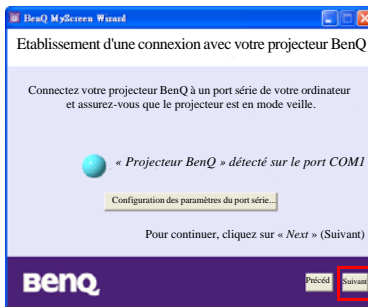 BenQ MyScreen Wizard
Etablissement d'une connexion avec votre projecteur BenQ
Connectez votre projecteur BenQ à un port série de votre ordinateur
et assurez-vous que le projecteur est en mode veille.
« Projecteur BenQ » détecté sur le port COM1
Configuration des paramètres du port série...
Pour continuer, cliquez sur « Next » (Suivant)
BenQ
Précéd
Suivant